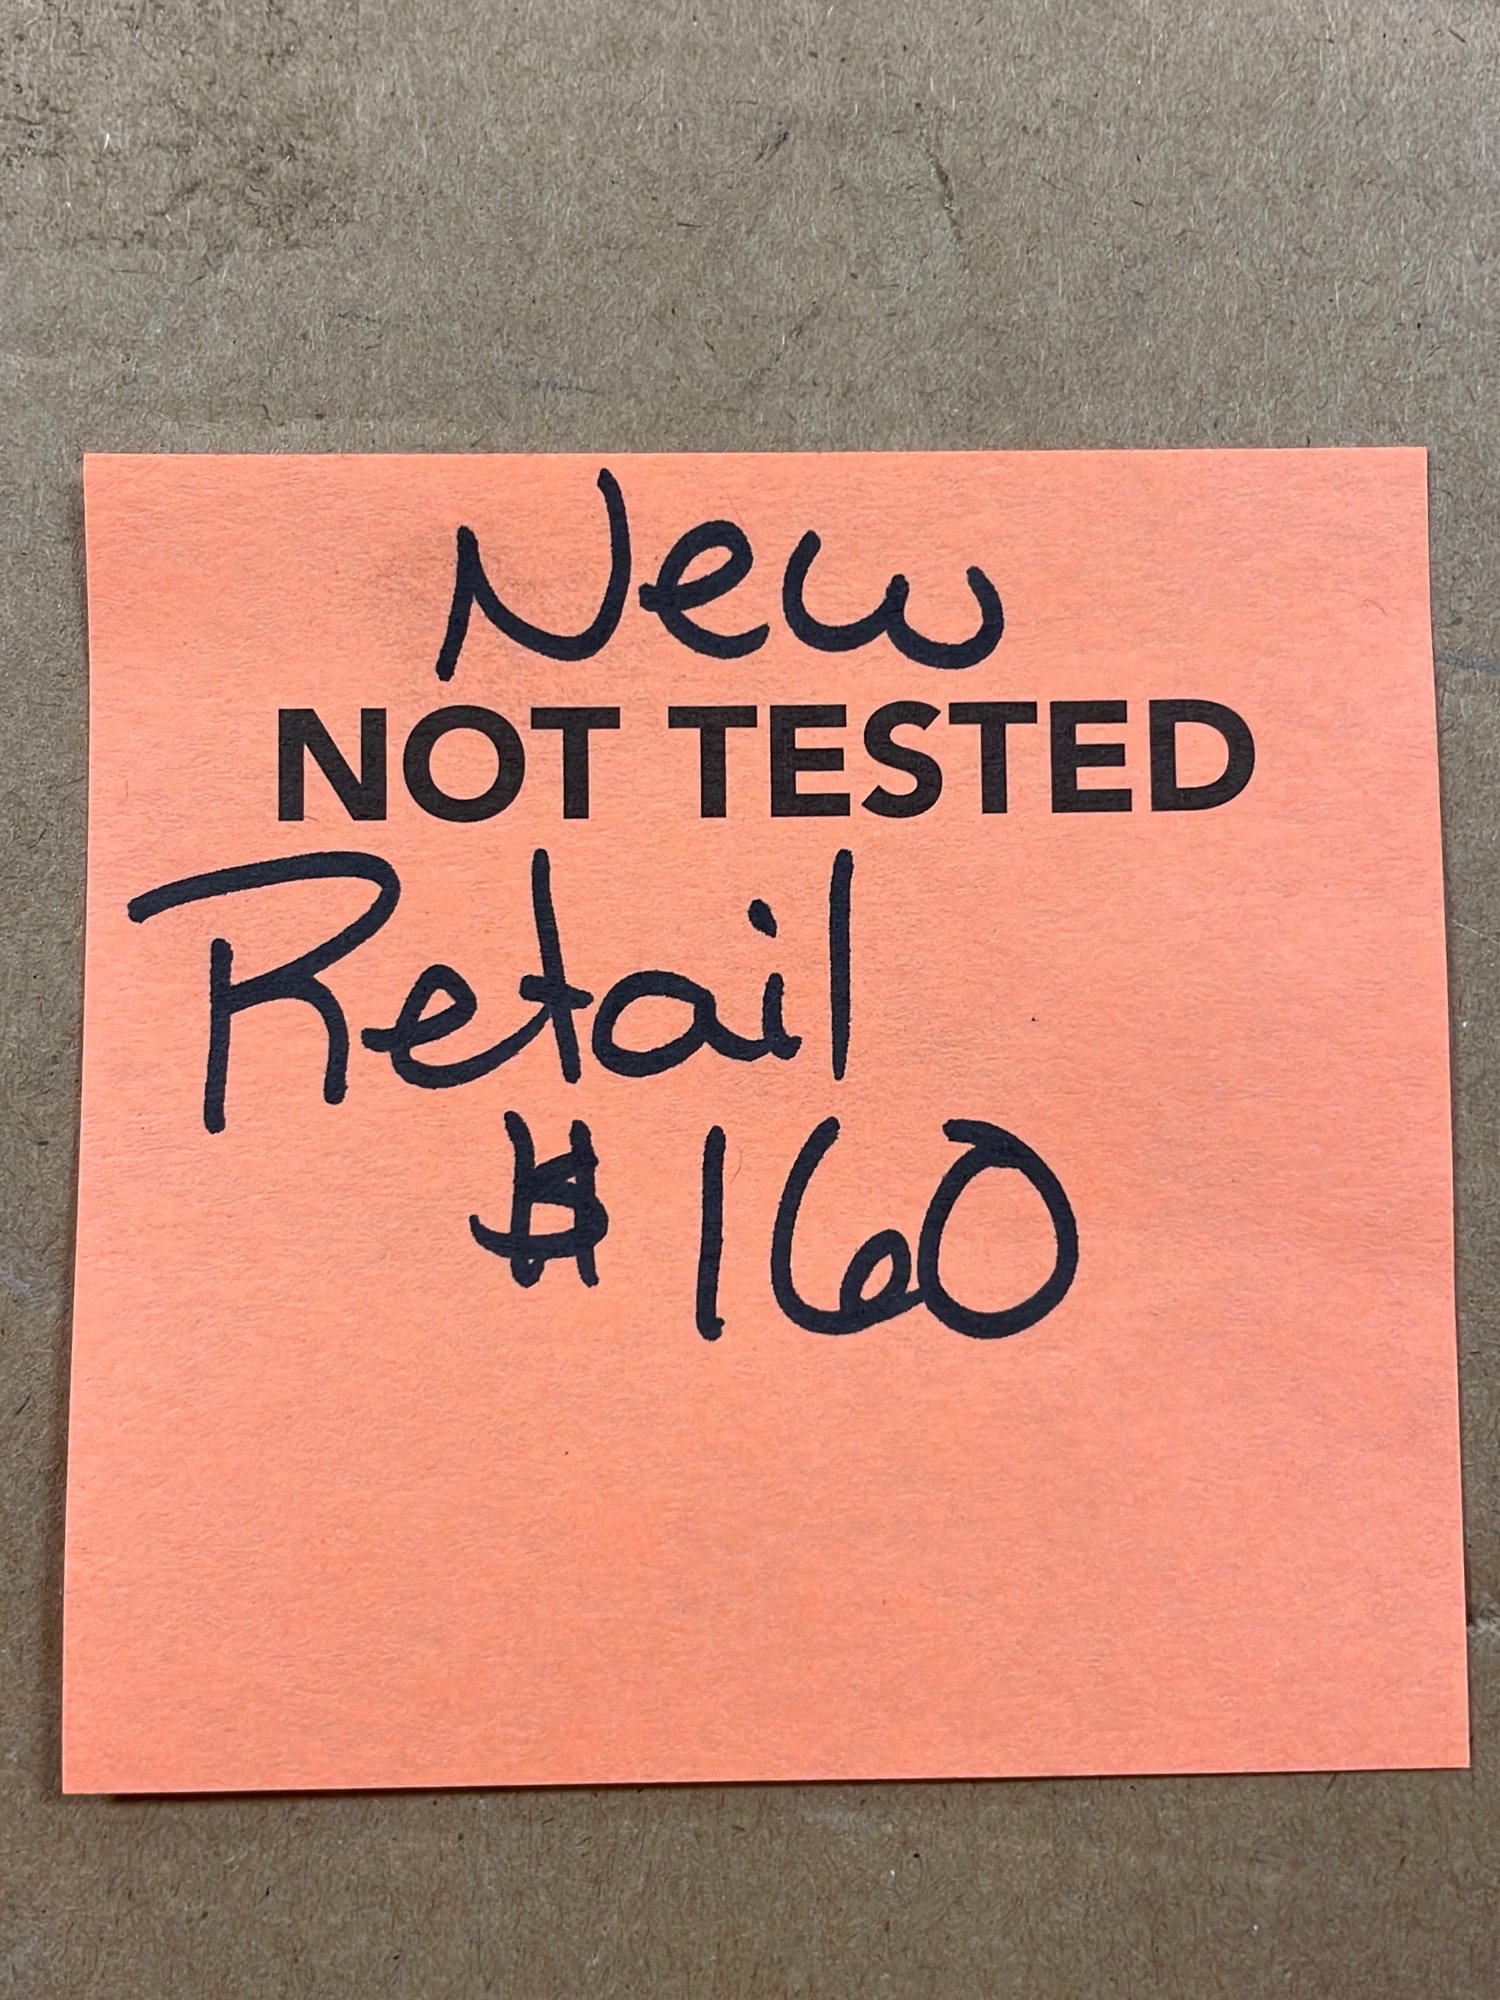 New
NOT TESTED
Retail
$160